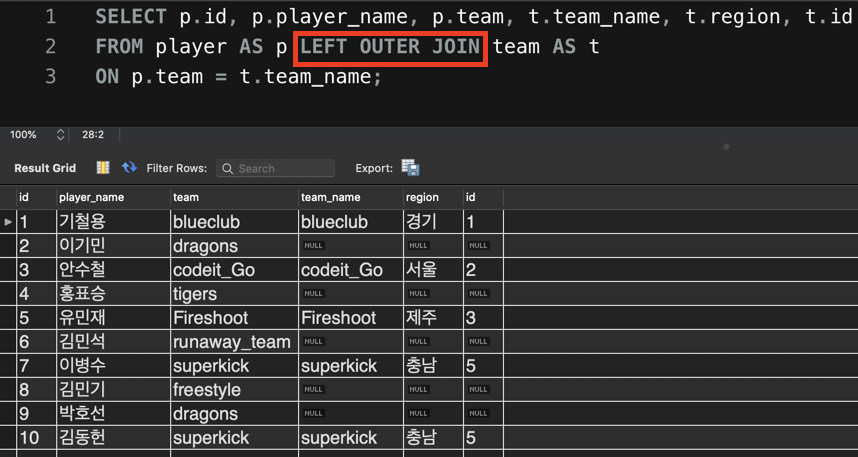 1 SELECT p.id, p.player_name, p.team, t.team_name, t.region, t.id
2 FROM player AS p LEFT OUTER JOIN team AS t
3 ON p.team = t.team_name;
100% 28:2
Result Grid Filter Rows: Search Export:
id player_name team team_name region id
1 기철용 blueclub blueclub 경기 1
2 이기민 dragons NULL NULL NULL
3 안수철 codeit_Go codeit_Go 서울 2
4 홍표승 tigers NULL NULL NULL
5 유민재 Fireshoot Fireshoot 제주 3
6 김민석 runaway_team NULL NULL NULL
7 이병수 superkick superkick 충남 5
8 김민기 freestyle NULL NULL NULL
9 박호선 dragons NULL NULL NULL
10 김동헌 superkick superkick 충남 5